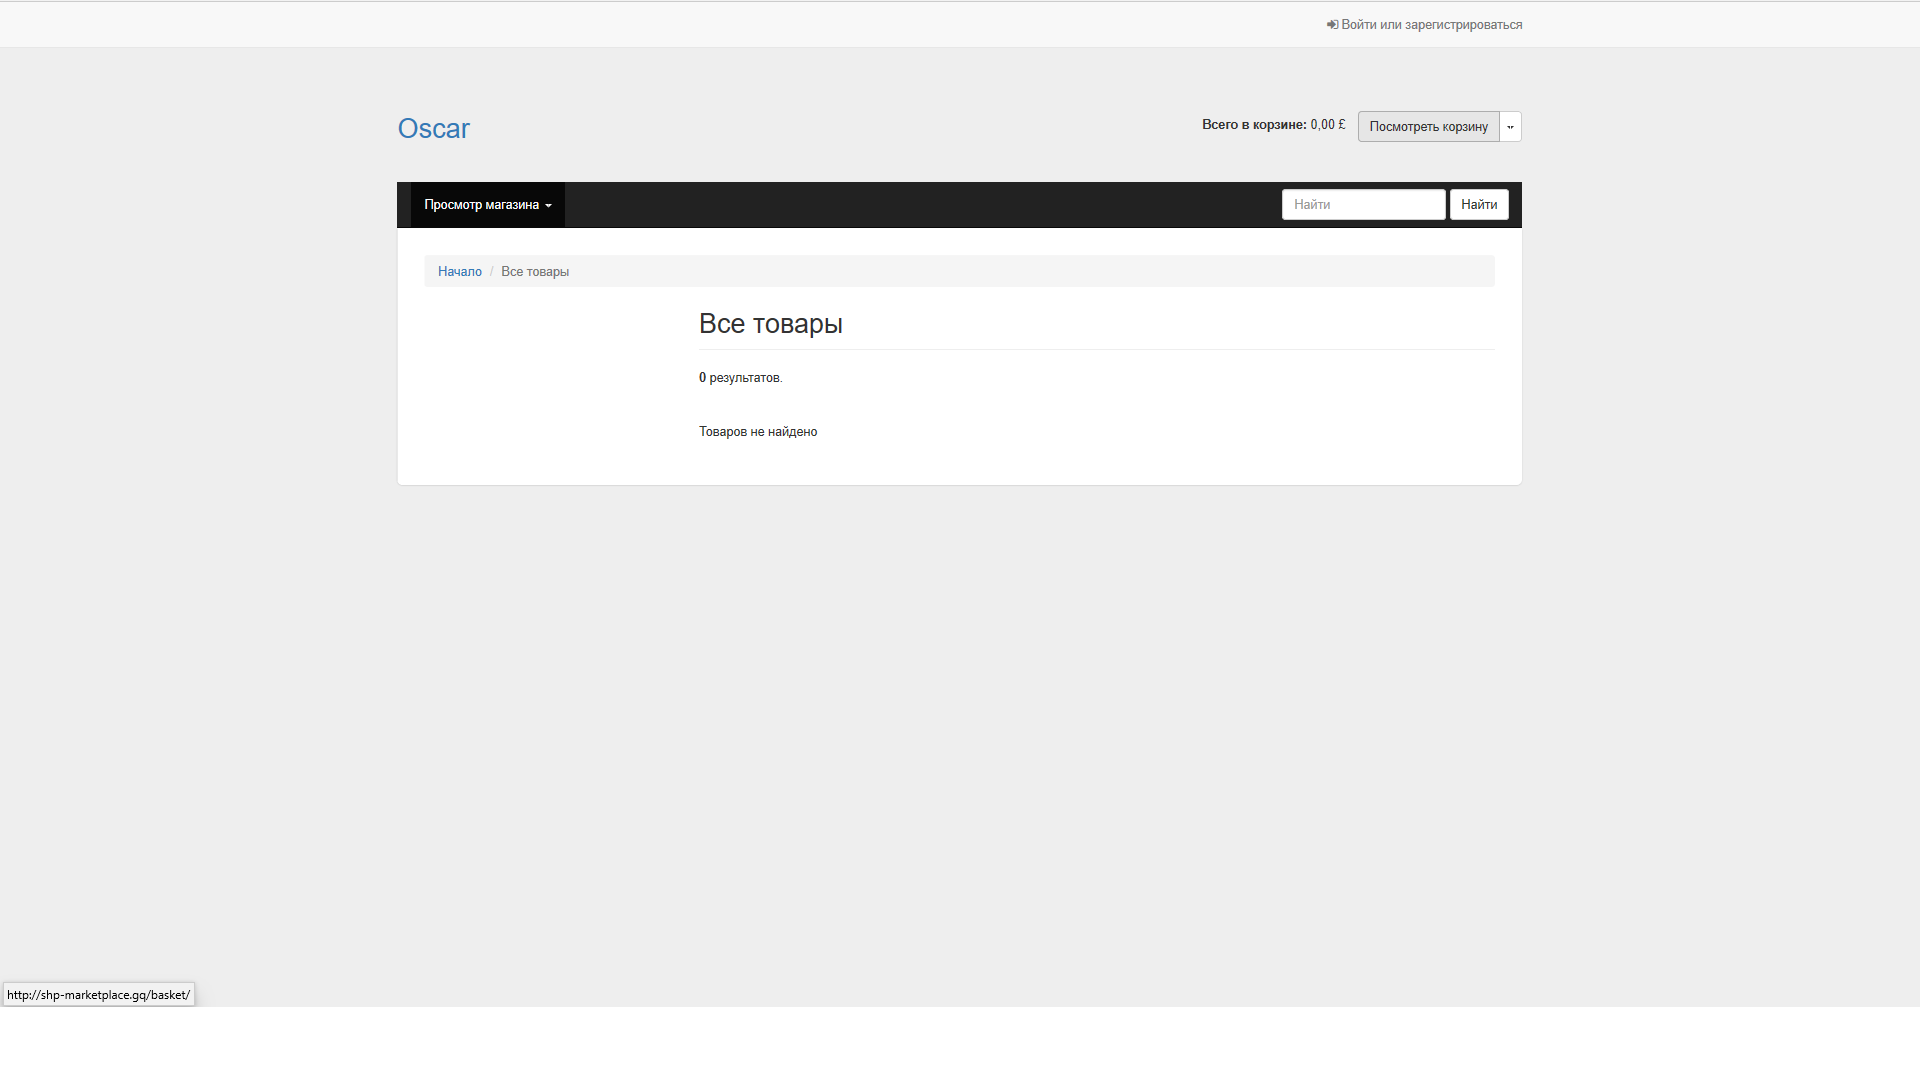 Войти или зарегистрироваться
Oscar
Всего в корзине: 0,00 £ Посмотреть корзину
Просмотр магазина Найти Найти
Начало / Все товары
Все товары
0 результатов.
Товаров не найдено
http://shp-marketplace.gq/basket/